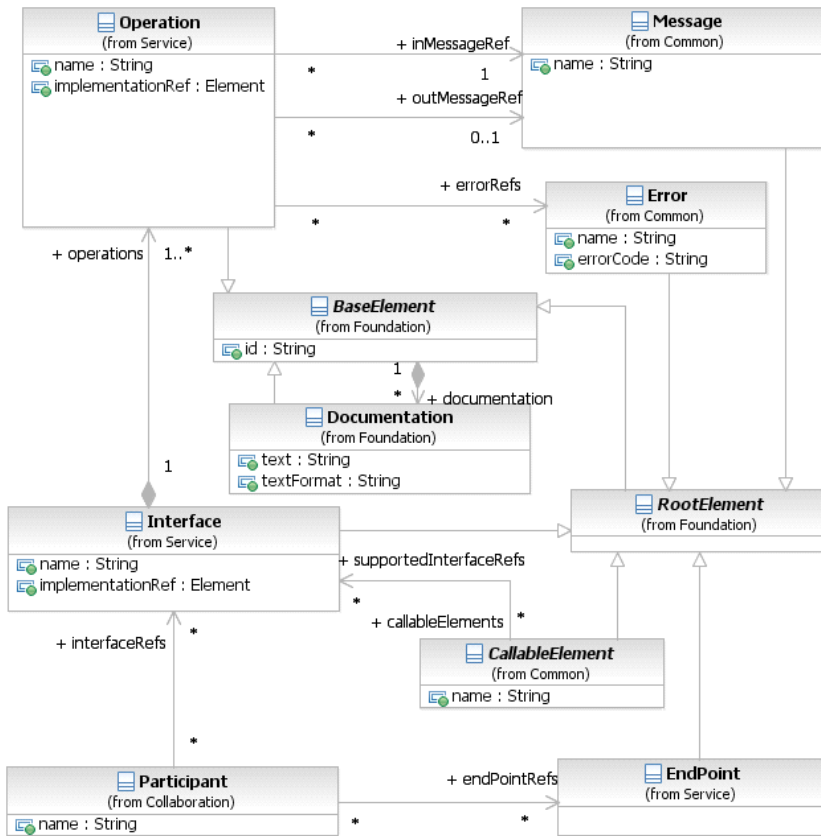 Operation
(from Service)
name : String
implementationRef : Element
+ inMessageRef
*
1
+ outMessageRef
*
0..1
Message
(from Common)
name : String
+ errorRefs
*
*
Error
(from Common)
name : String
errorCode : String
+ operations
1..*
BaseElement
(from Foundation)
id : String
1
*
+ documentation
Documentation
(from Foundation)
text : String
textFormat : String
1
Interface
(from Service)
name : String
implementationRef : Element
RootElement
(from Foundation)
+ supportedInterfaceRefs
*
+ callableElements
*
+ interfaceRefs
*
CallableElement
(from Common)
name : String
*
Participant
(from Collaboration)
name : String
+ endPointRefs
*
*
EndPoint
(from Service)